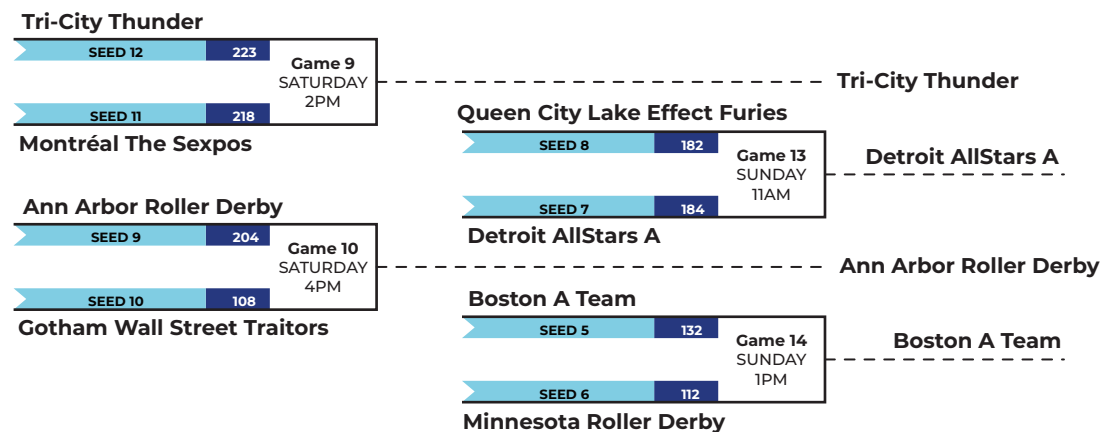 Tri-City Thunder
SEED 12 223
Game 9
SATURDAY
2PM
SEED 11 218
Montréal The Sexpos
Tri-City Thunder
Ann Arbor Roller Derby
SEED 9 204
Game 10
SATURDAY
4PM
SEED 10 108
Gotham Wall Street Traitors
Ann Arbor Roller Derby
Queen City Lake Effect Furies
SEED 8 182
Game 13
SUNDAY
11AM
SEED 7 184
Detroit AllStars A
Detroit AllStars A
Boston A Team
SEED 5 132
Game 14
SUNDAY
1PM
SEED 6 112
Minnesota Roller Derby
Boston A Team